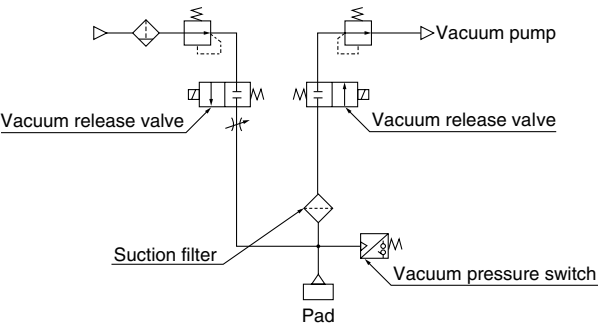 Vacuum pump
Vacuum release valve
Vacuum release valve
Suction filter
Vacuum pressure switch
Pad